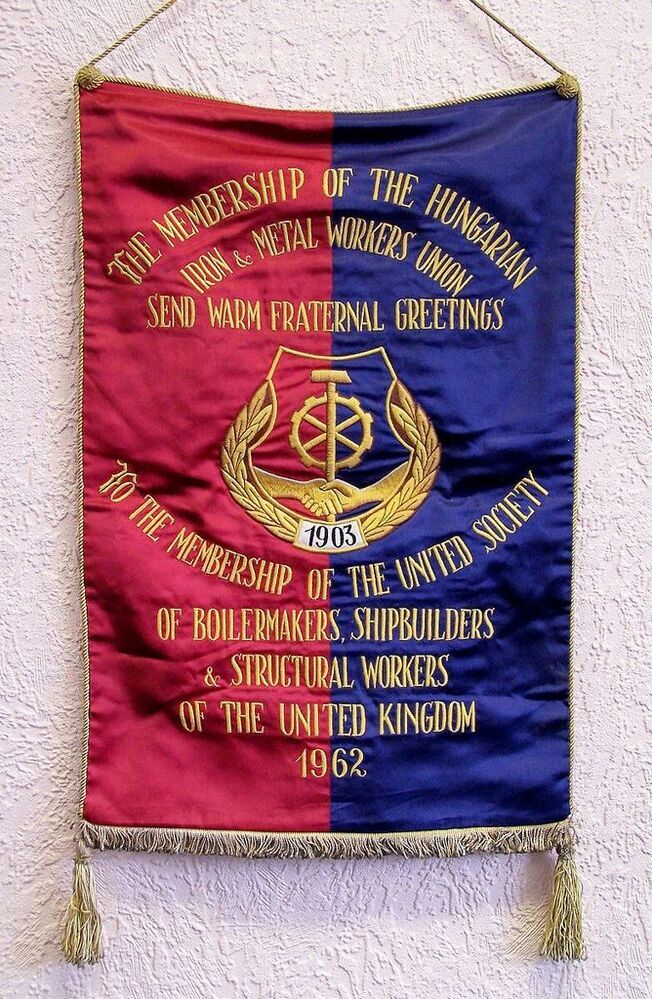 THE MEMBERSHIP OF THE HUNGARIAN
IRON & METAL WORKERS' UNION
SEND WARM FRATERNAL GREETINGS
1903
TO THE MEMBERSHIP OF THE UNITED SOCIETY
OF BOILERMAKERS, SHIPBUILDERS
& STRUCTURAL WORKERS
OF THE UNITED KINGDOM
1962